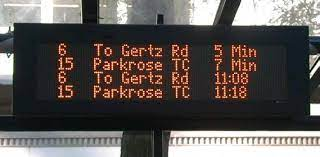 6 To Gertz Rd 5 Min
15 Parkrose TC 7 Min
6 To Gertz Rd 11:08
15 Parkrose TC 11:18